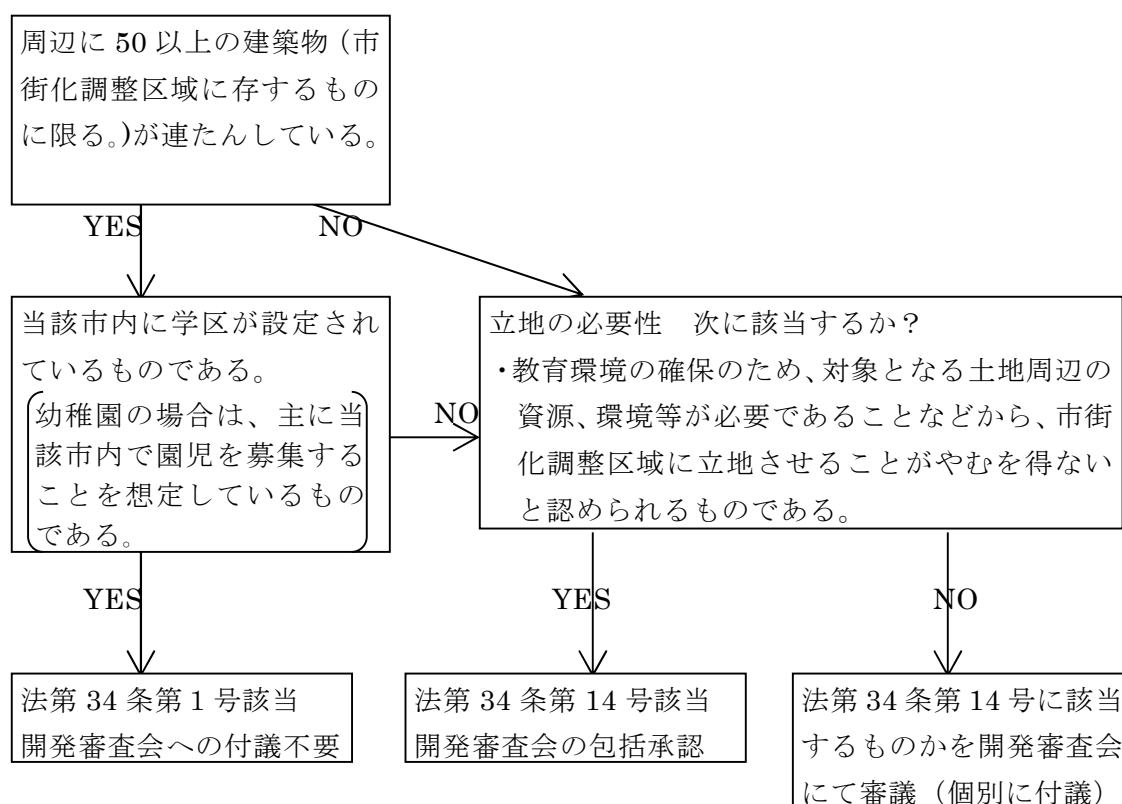 周辺に 50 以上の建築物（市
街化調整区域に存するもの
に限る。)が連たんしている。
YES
NO
当該市内に学区が設定され
ているものである。
幼稚園の場合は、主に当
該市内で園児を募集する
ことを想定しているもの
である。
NO
立地の必要性　次に該当するか？
・教育環境の確保のため、対象となる土地周辺の
資源、環境等が必要であることなどから、市街
化調整区域に立地させることがやむを得ない
と認められるものである。
YES
YES
NO
法第 34 条第 1 号該当
開発審査会への付議不要
法第 34 条第 14 号該当
開発審査会の包括承認
法第 34 条第 14 号に該当
するものかを開発審査会
にて審議（個別に付議）